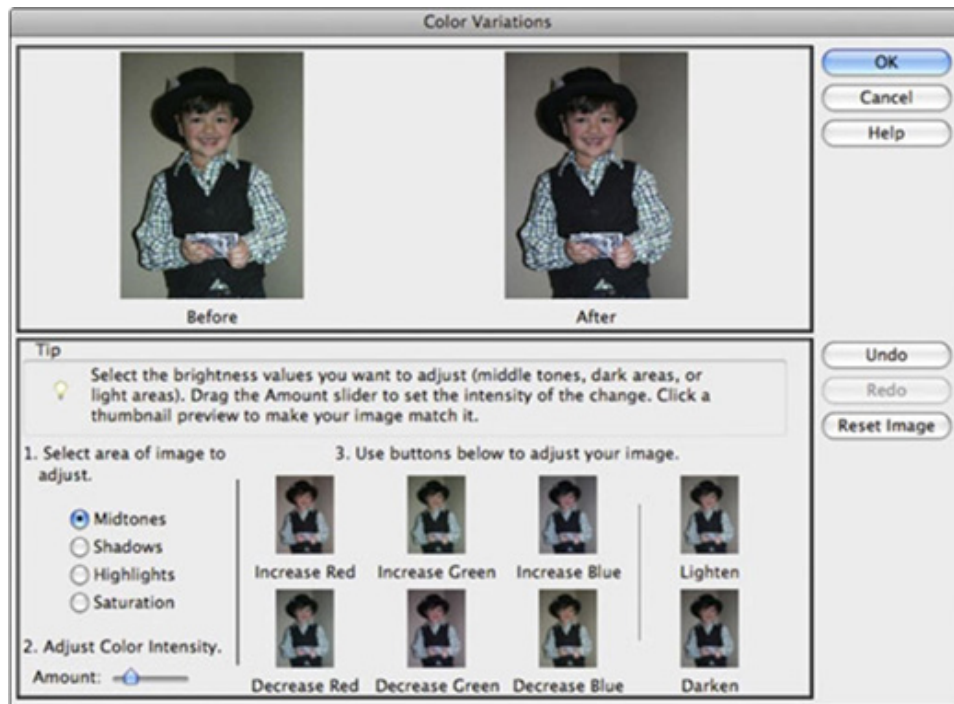 Color Variations
OK
Cancel
Help
Before
After
Tip
Select the brightness values you want to adjust (middle tones, dark areas, or
light areas). Drag the Amount slider to set the intensity of the change. Click a
thumbnail preview to make your image match it.
Undo
Redo
Reset Image
1. Select area of image to
adjust.
Midtones
Shadows
Highlights
Saturation
2. Adjust Color Intensity.
Amount:
3. Use buttons below to adjust your image.
Increase Red
Increase Green
Increase Blue
Lighten
Decrease Red
Decrease Green
Decrease Blue
Darken